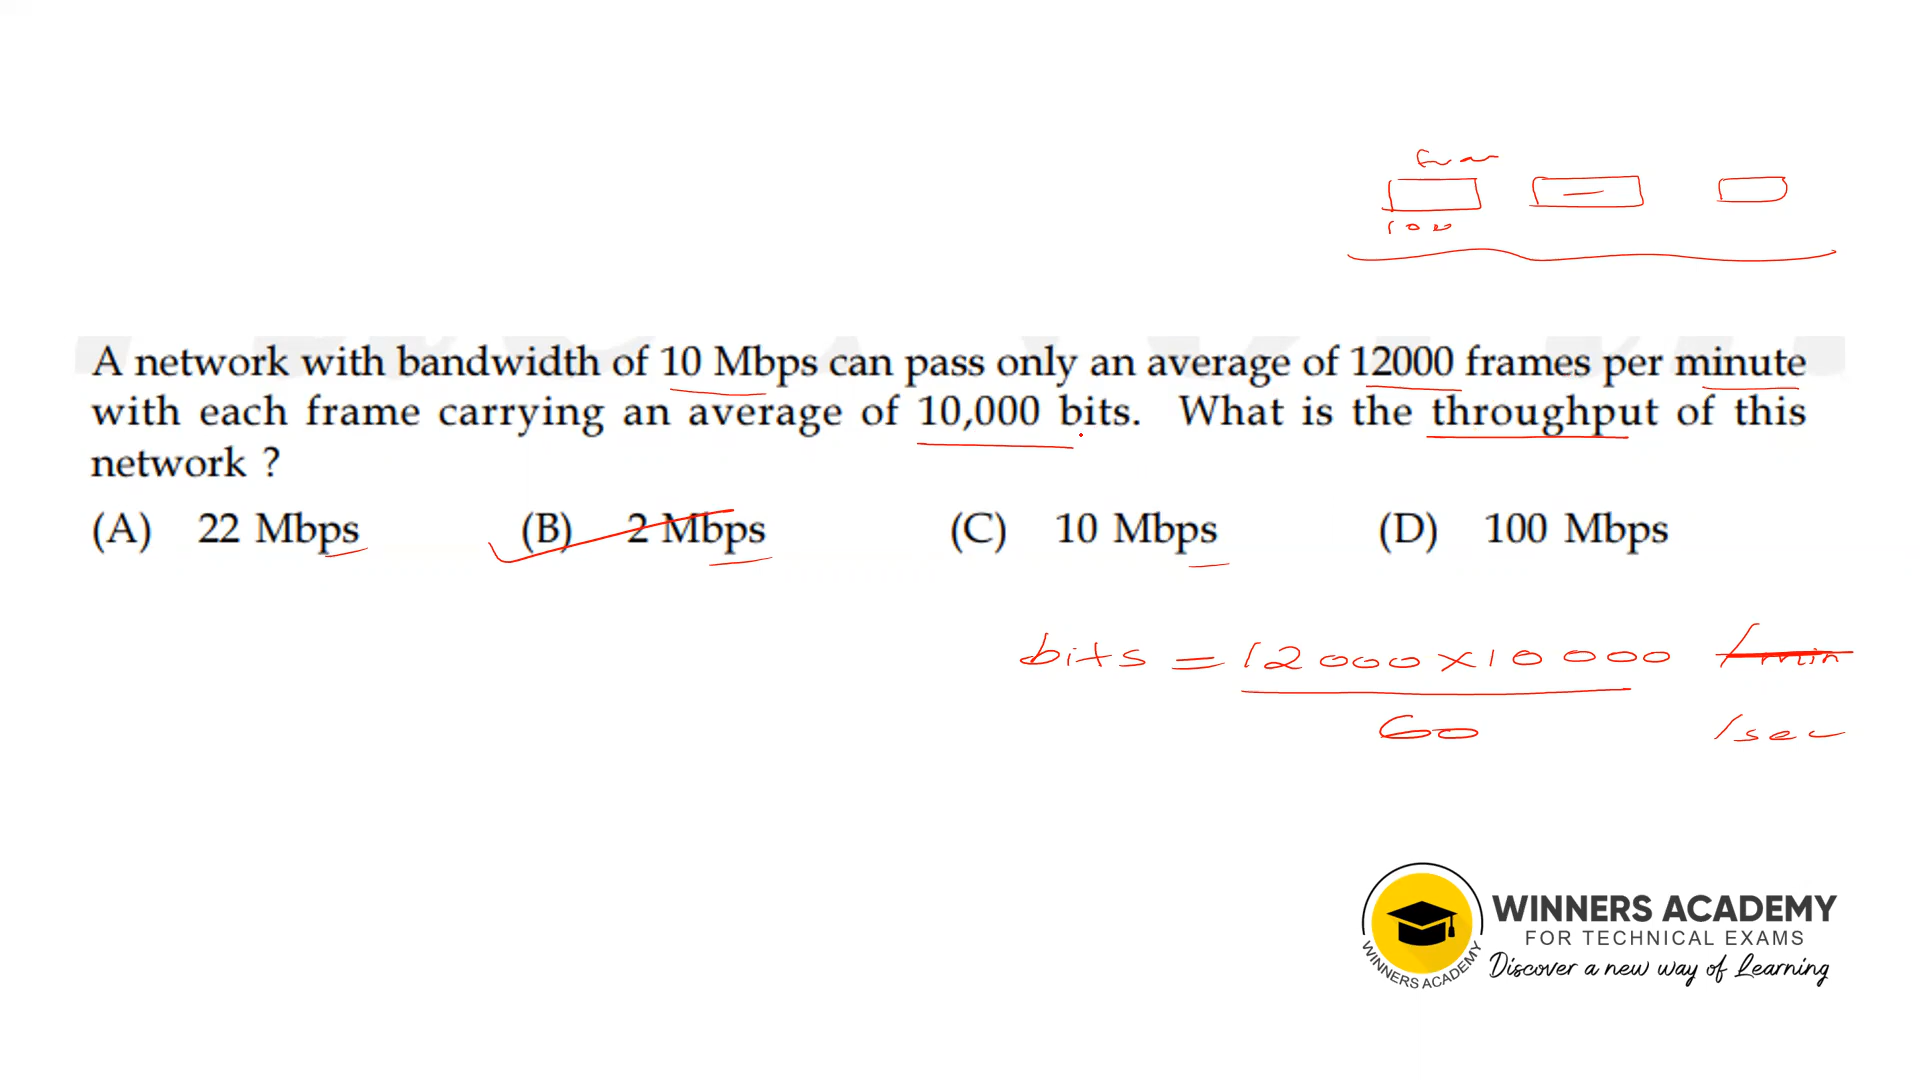 fram
100
A network with bandwidth of 10 Mbps can pass only an average of 12000 frames per minute
with each frame carrying an average of 10,000 bits. What is the throughput of this
network ?
(A) 22 Mbps (B) 2 Mbps (C) 10 Mbps (D) 100 Mbps
bits = 12000 × 10000 /min
60 /sec
WINNERS ACADEMY
FOR TECHNICAL EXAMS
Discover a new way of Learning
WINNERS ACADEMY